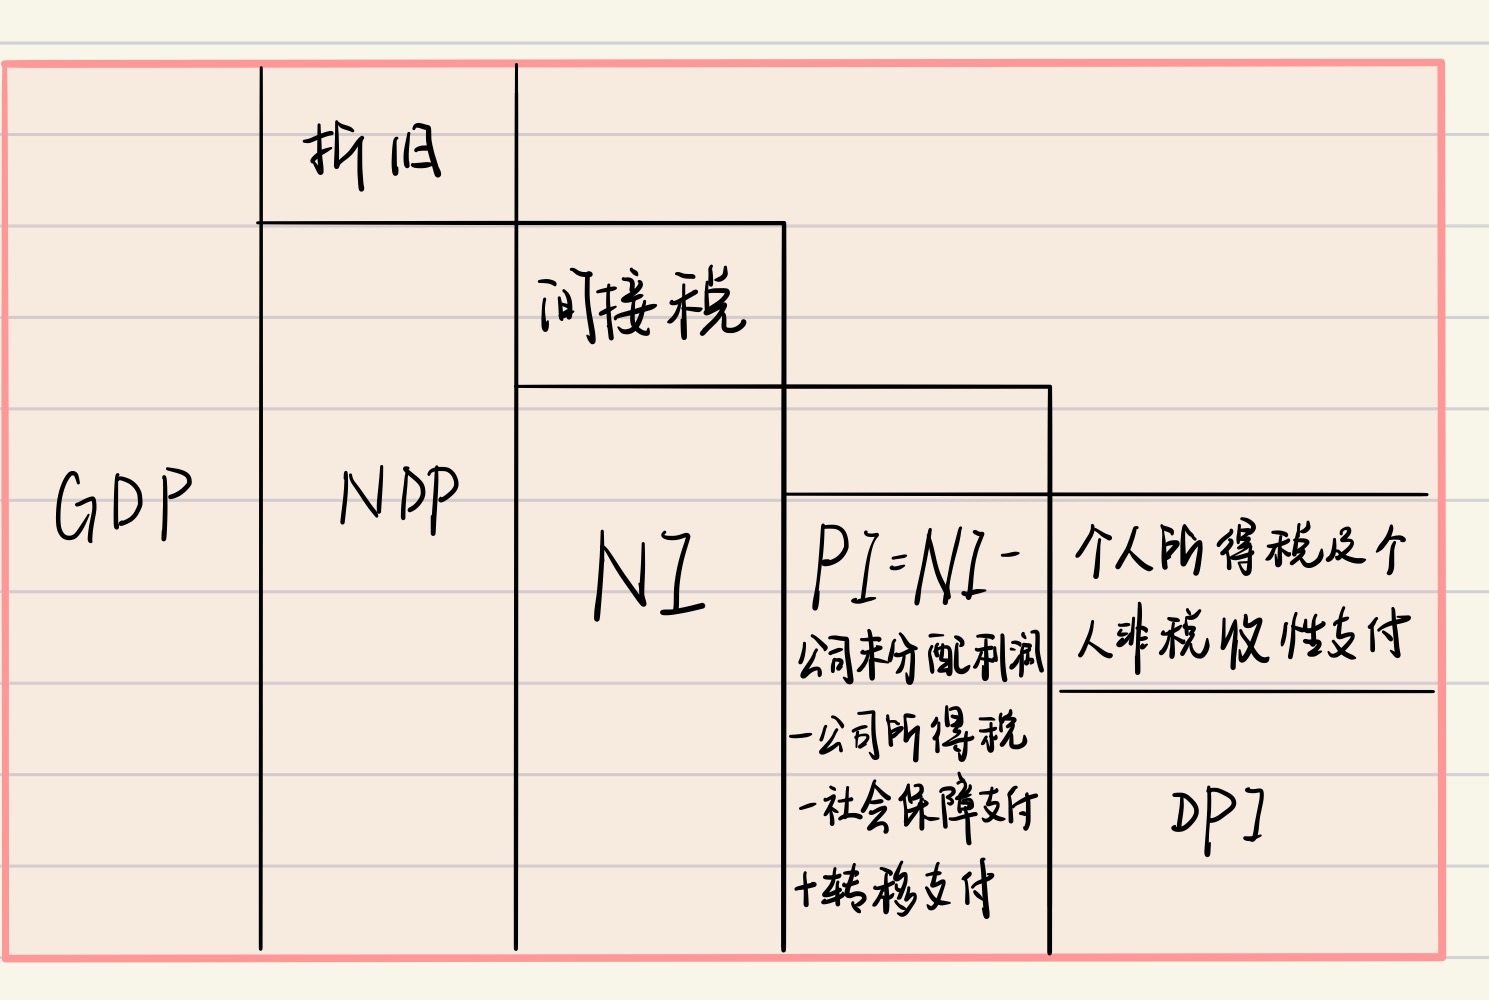 折旧
间接税
GDP
NDP
NI
PI=NI-
公司未分配利润
-公司所得税
-社会保障支付
+转移支付
个人所得税及个
人非税收性支付
DPI